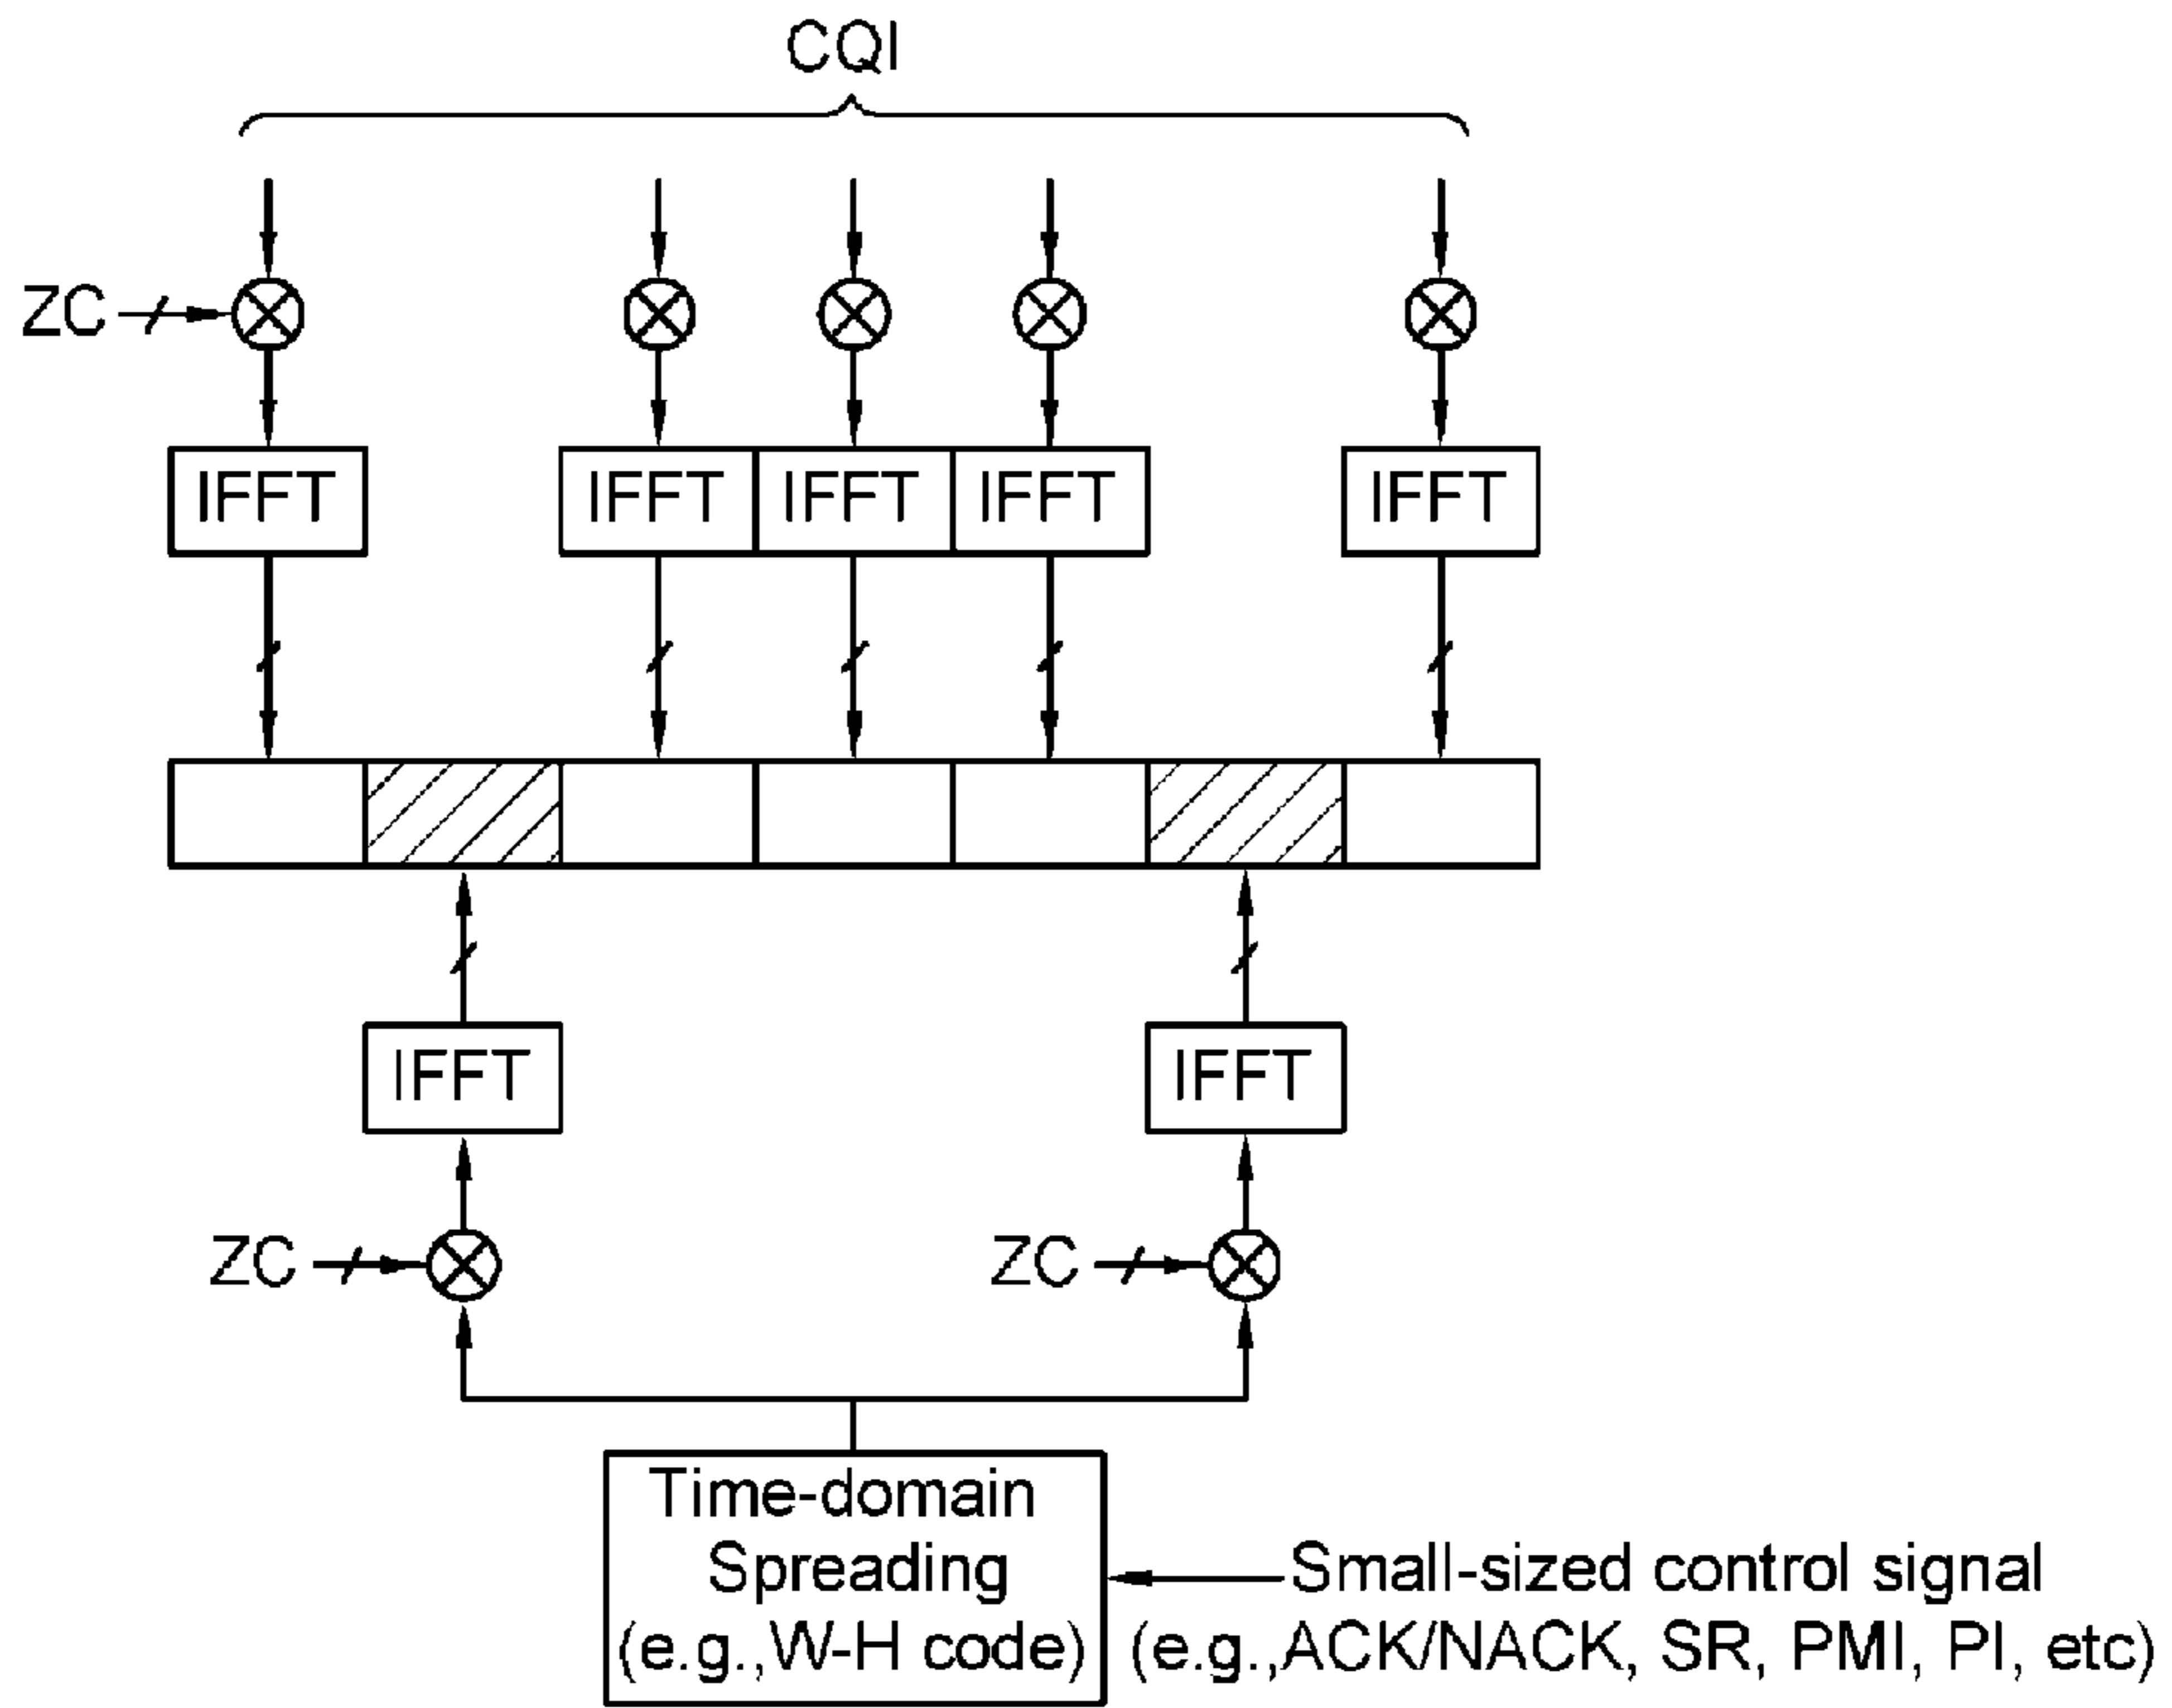 CQI
ZC
IFFT IFFT IFFT IFFT IFFT
IFFT IFFT
ZC ZC
Time-domain
Spreading
(e.g.,W-H code)
Small-sized control signal
(e.g.,ACK/NACK, SR, PMI, PI, etc)